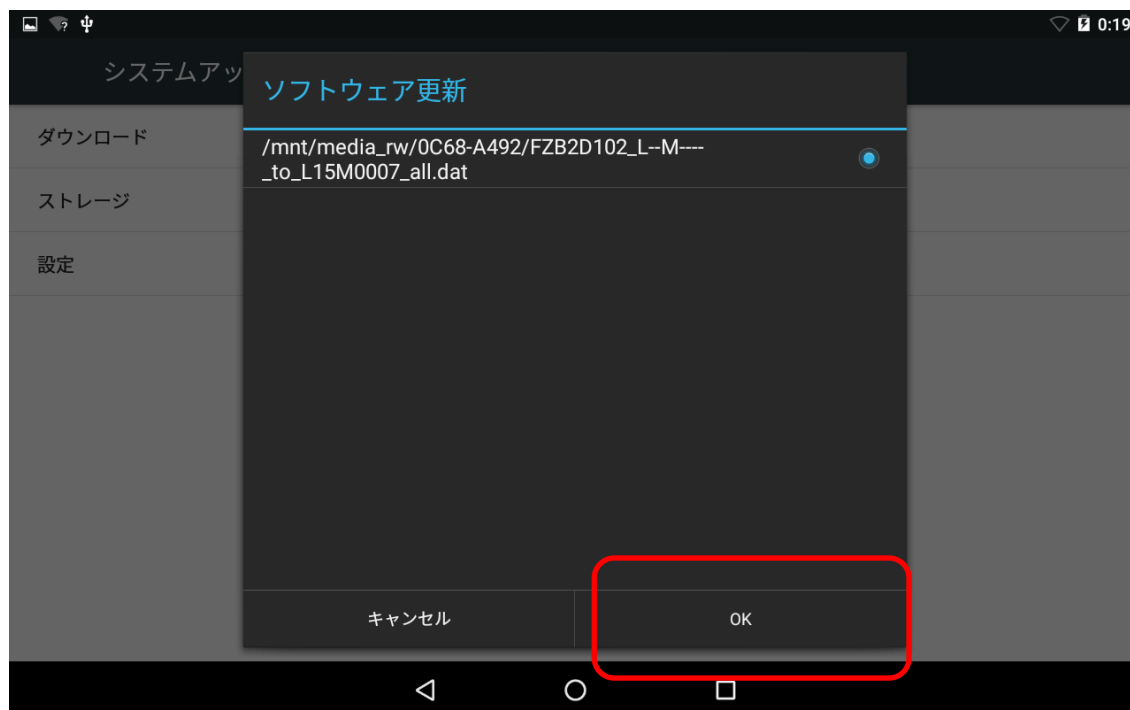 0:19
システムアッ
ソフトウェア更新
ダウンロード
/mnt/media_rw/0C68-A492/FZB2D102_L--M----
_to_L15M0007_all.dat
ストレージ
設定
キャンセル
OK